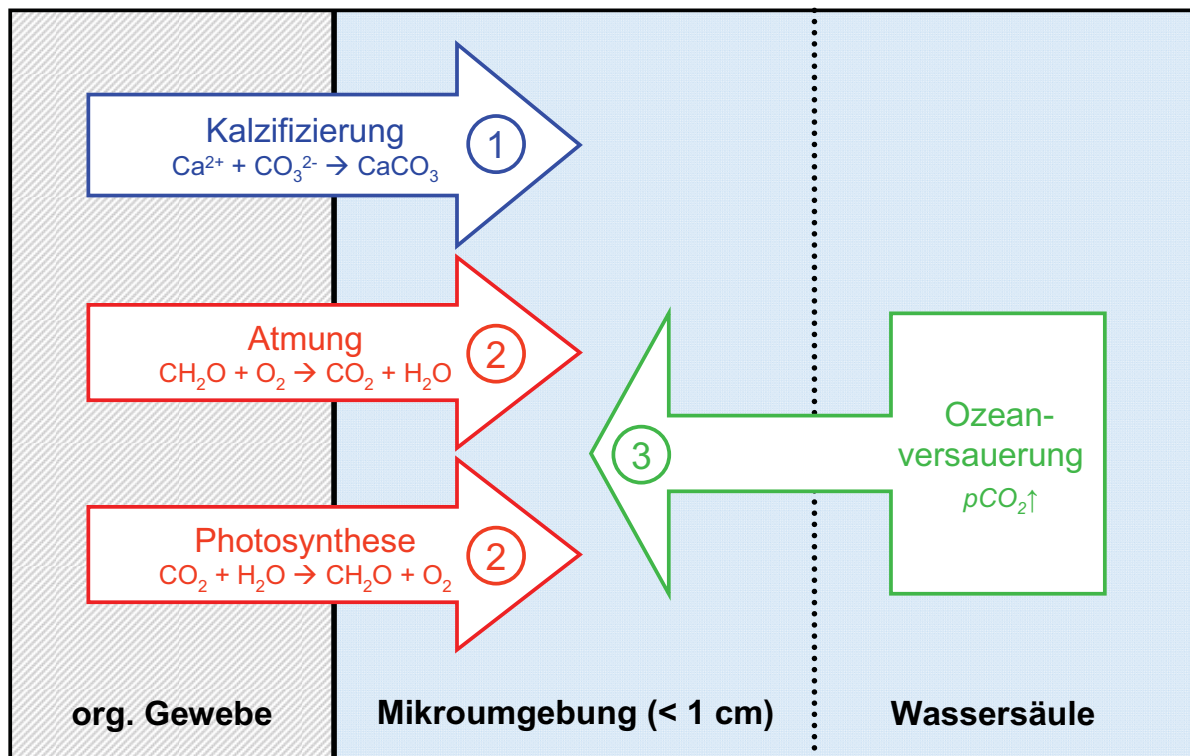 Kalzifizierung
Ca²⁺ + CO₃²⁻ → CaCO₃
1
Atmung
CH₂O + O₂ → CO₂ + H₂O
2
Photosynthese
CO₂ + H₂O → CH₂O + O₂
2
3
Ozean-
versauerung
pCO₂↑
org. Gewebe
Mikroumgebung (< 1 cm)
Wassersäule